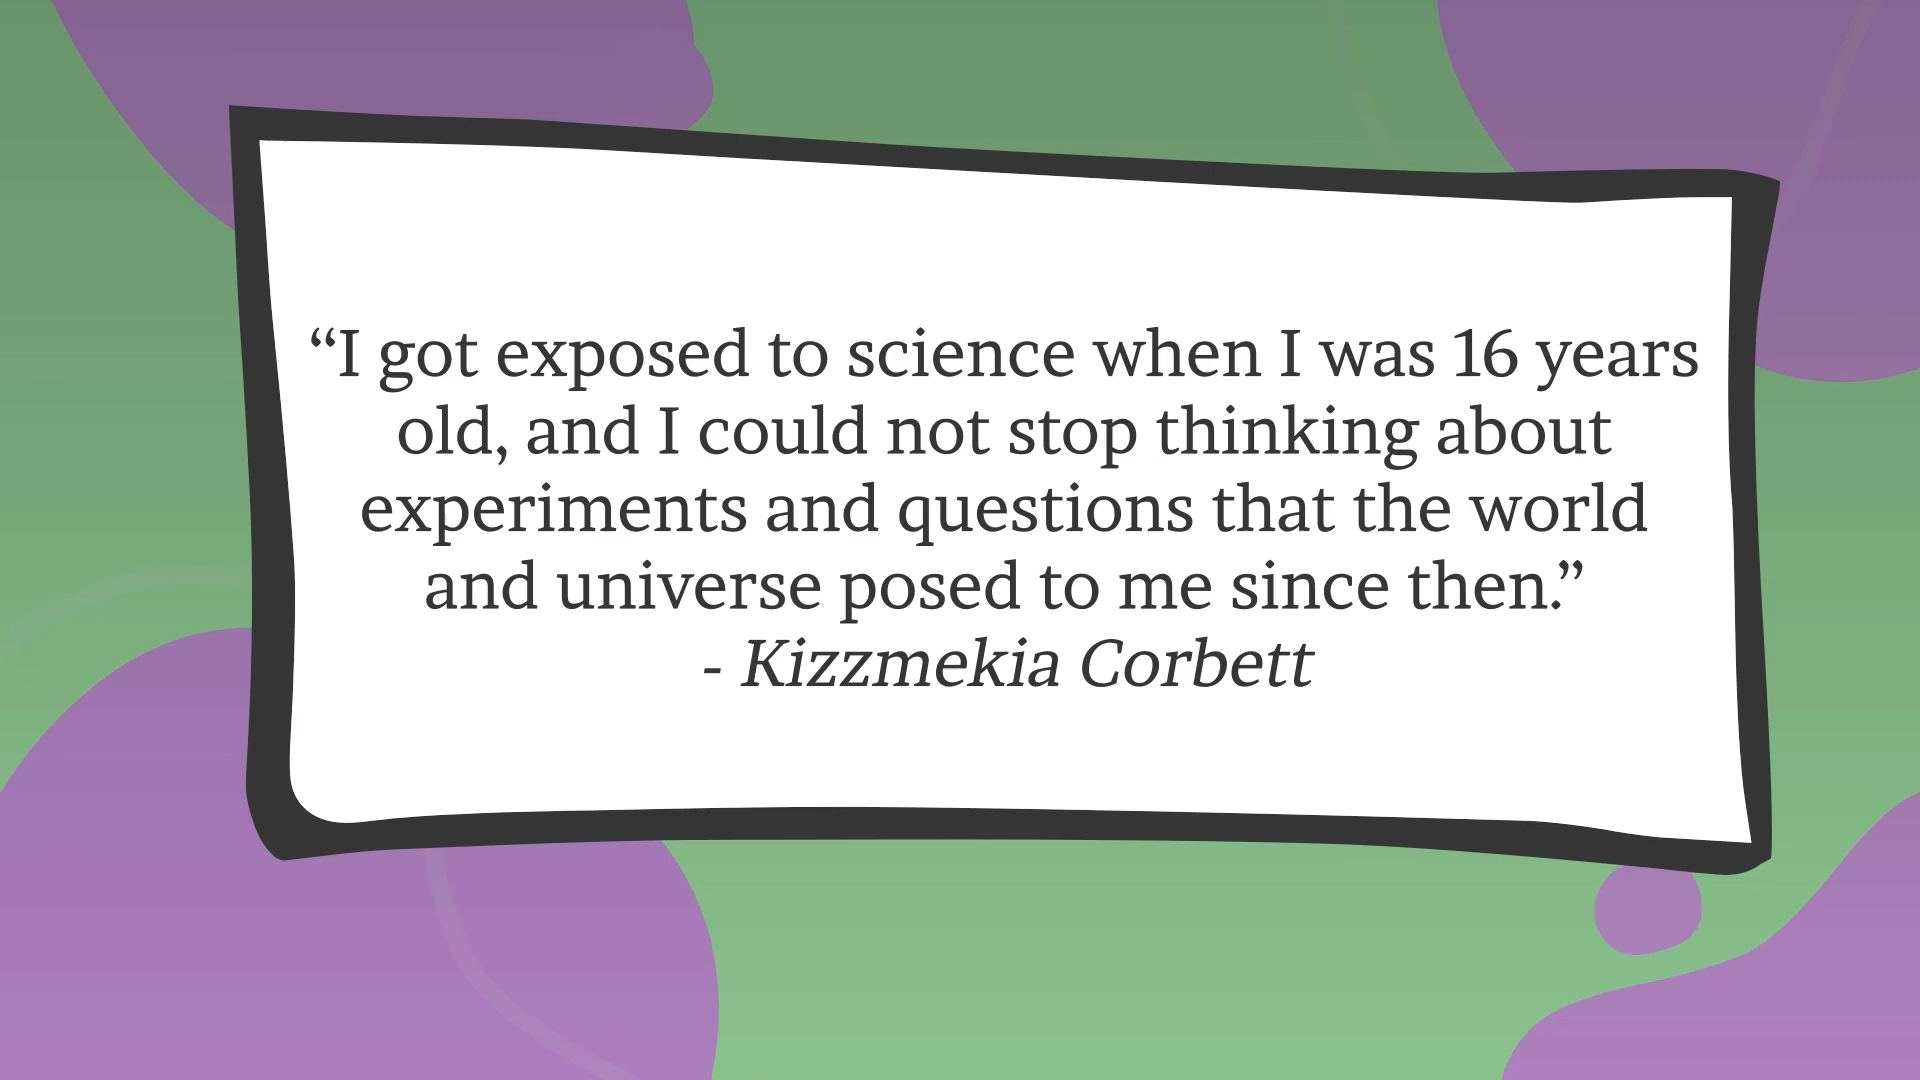 “I got exposed to science when I was 16 years
old, and I could not stop thinking about
experiments and questions that the world
and universe posed to me since then.”
- Kizzmekia Corbett